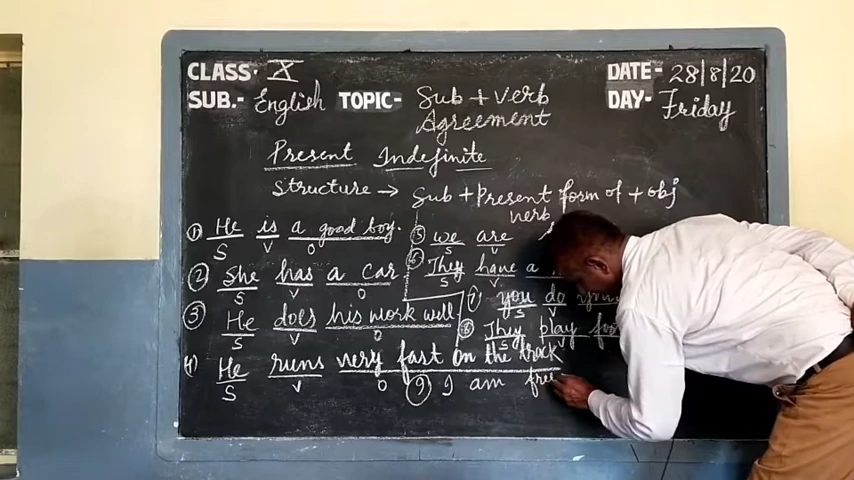 CLASS - X
DATE - 28/8/20
SUB.- English TOPIC- Sub + verb
Agreement
DAY - Friday
Present Indefinite
structure → Sub + Present form of + obj
verb
① He is a good boy.
S V O
② She has a car
S V O
③ He does his work well
S V O
④ He runs very fast on the track
S V O
⑤ we are
S V
⑥ They have a
S V
⑦ you do you
S V
⑧ They play
S V
⑨ I am free